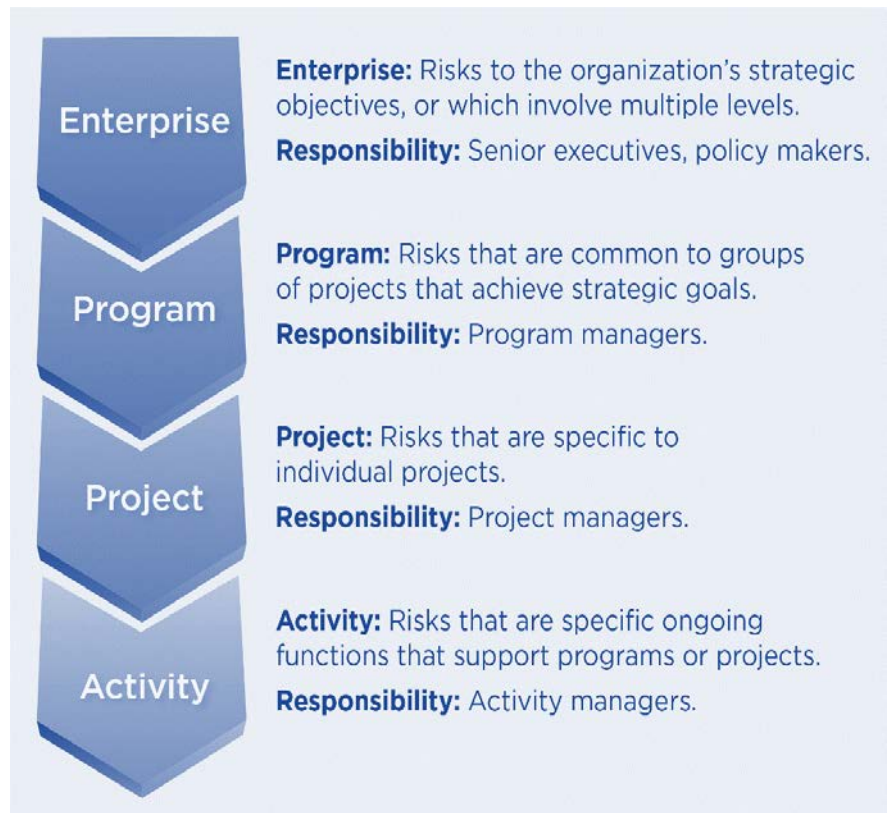 Enterprise
Enterprise: Risks to the organization's strategic
objectives, or which involve multiple levels.
Responsibility: Senior executives, policy makers.
Program
Program: Risks that are common to groups
of projects that achieve strategic goals.
Responsibility: Program managers.
Project
Project: Risks that are specific to
individual projects.
Responsibility: Project managers.
Activity
Activity: Risks that are specific ongoing
functions that support programs or projects.
Responsibility: Activity managers.